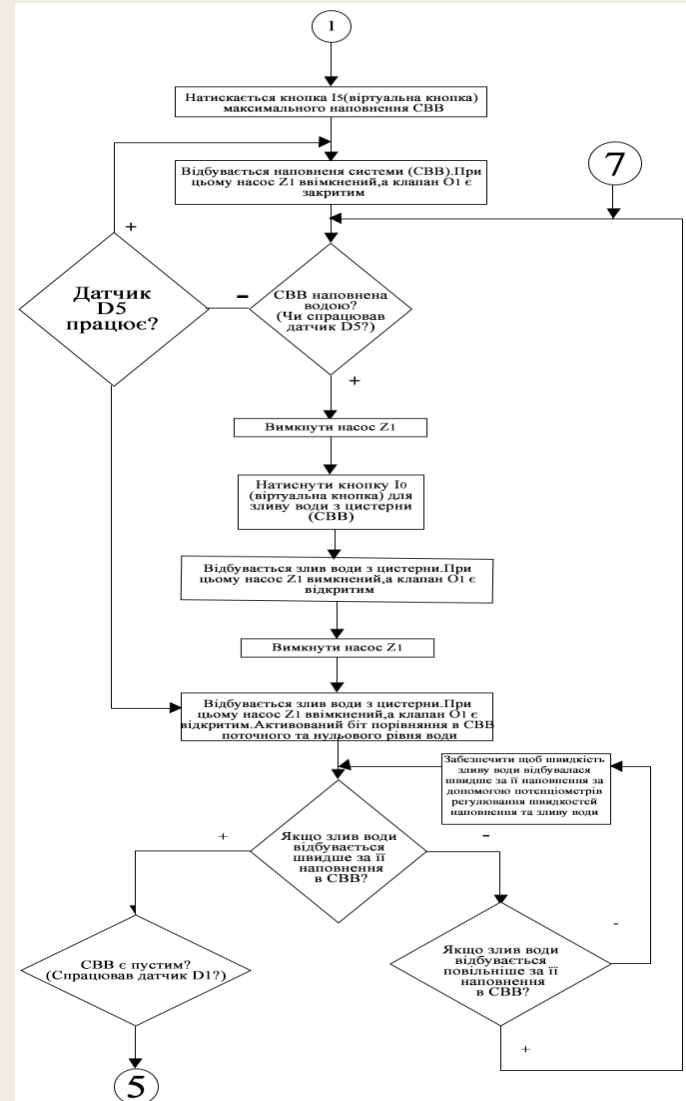 1
Натискається кнопка I5(віртуальна кнопка)
максимального наповнення СВВ
Відбувається наповненя системи (СВВ).При
цьому насос Z1 ввімкнений,а клапан О1 є
закритим
7
+
Датчик
D5
працює?
–
СВВ наповнена
водою?
(Чи спрацював
датчик D5?)
+
Вимкнути насос Z1
Натиснути кнопку I0
(віртуальна кнопка) для
зливу води з цистерни
(СВВ)
Відбувається злив води з цистерни.При
цьому насос Z1 вимкнений,а клапан О1 є
відкритим
Вимкнути насос Z1
Відбувається злив води з цистерни.При
цьому насос Z1 ввімкнений,а клапан О1 є
відкритим.Активований біт порівняння в СВВ
поточного та нульового рівня води
Забезпечити щоб швидкість
зливу води відбувалася
швидше за її наповнення за
допомогою потенціометрів
регулювання швидкостей
наповнення та зливу води
+
Якщо злив води
відбувається
швидше за її
наповнення
в СВВ?
–
СВВ є пустим?
(Спрацював датчик D1?)
Якщо злив води
відбувається
повільніше за її
наповнення
в СВВ?
-
+
5